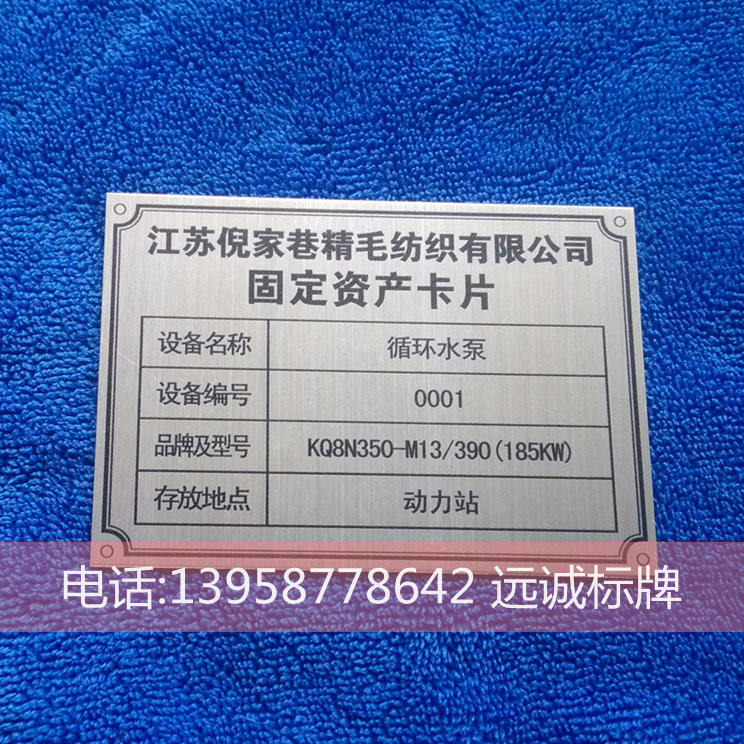 江苏倪家巷精毛纺织有限公司
固定资产卡片
设备名称 循环水泵
设备编号 0001
品牌及型号 KQ8N350-M13/390(185KW)
存放地点 动力站
电话:13958778642 远诚标牌